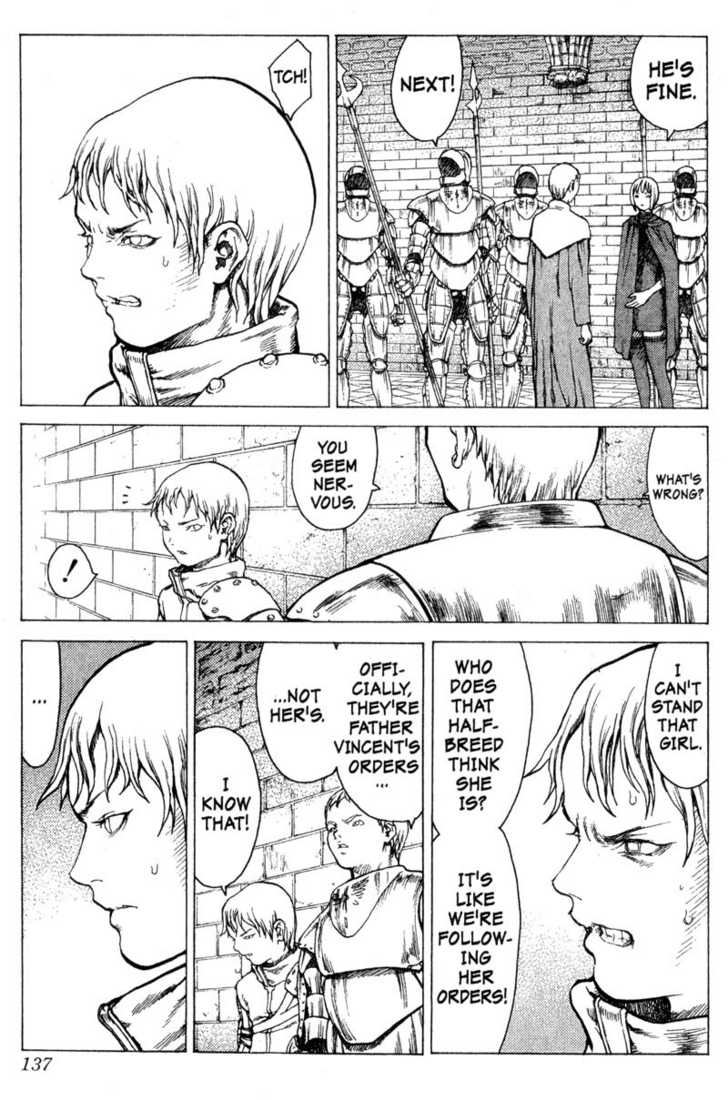 HE'S
FINE.
NEXT!
TCH!
WHAT'S
WRONG?
YOU
SEEM
NER-
VOUS.
!
I
CAN'T
STAND
THAT
GIRL.
WHO
DOES
THAT
HALF-
BREED
THINK
SHE
IS?
IT'S
LIKE
WE'RE
FOLLOW-
ING
HER
ORDERS!
OFFI-
CIALLY,
THEY'RE
FATHER
VINCENT'S
ORDERS
...
...NOT
HER'S.
I
KNOW
THAT!
...
137